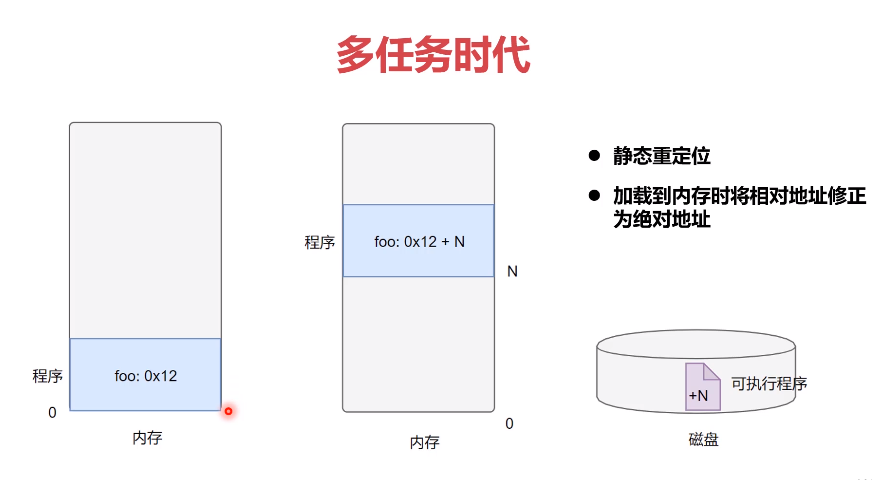 多任务时代
程序
foo: 0x12
0
内存
程序
foo: 0x12 + N
N
0
内存
● 静态重定位
● 加载到内存时将相对地址修正
为绝对地址
+N
可执行程序
磁盘